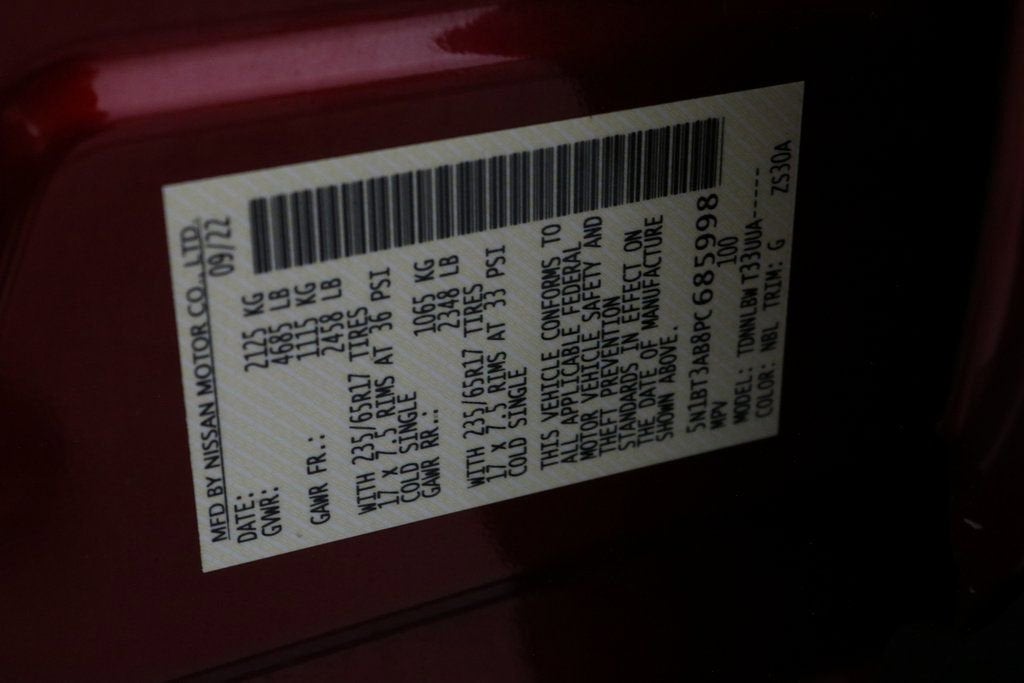 MFD BY NISSAN MOTOR CO., LTD.
DATE: 09/22
GVWR: 2125 KG
4685 LB
GAWR FR.: 1115 KG
2458 LB
WITH 235/65R17 TIRES
17 X 7.5 RIMS AT 36 PSI
COLD SINGLE
GAWR RR.: 1065 KG
2348 LB
WITH 235/65R17 TIRES
17 X 7.5 RIMS AT 33 PSI
COLD SINGLE
THIS VEHICLE CONFORMS TO
ALL APPLICABLE FEDERAL
MOTOR VEHICLE SAFETY AND
THEFT PREVENTION
STANDARDS IN EFFECT ON
THE DATE OF MANUFACTURE
SHOWN ABOVE.
5N1BT3AB8PC685998
MPV 100
MODEL: TDNNLBW T33UUA-----
COLOR: NBL TRIM: G ZS30A